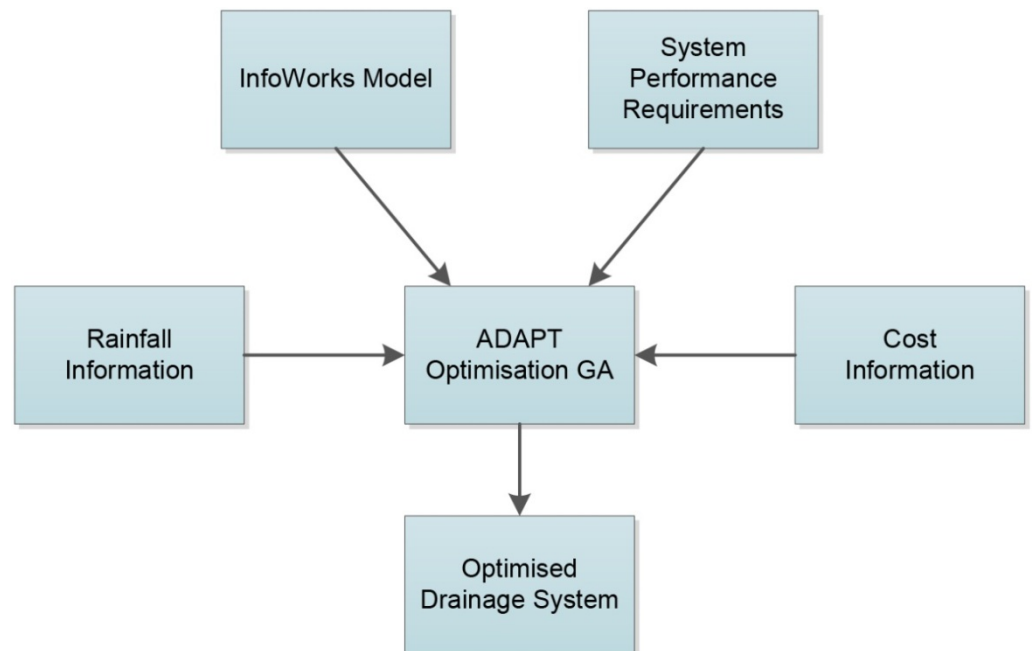 InfoWorks Model
System
Performance
Requirements
Rainfall
Information
ADAPT
Optimisation GA
Cost
Information
Optimised
Drainage System